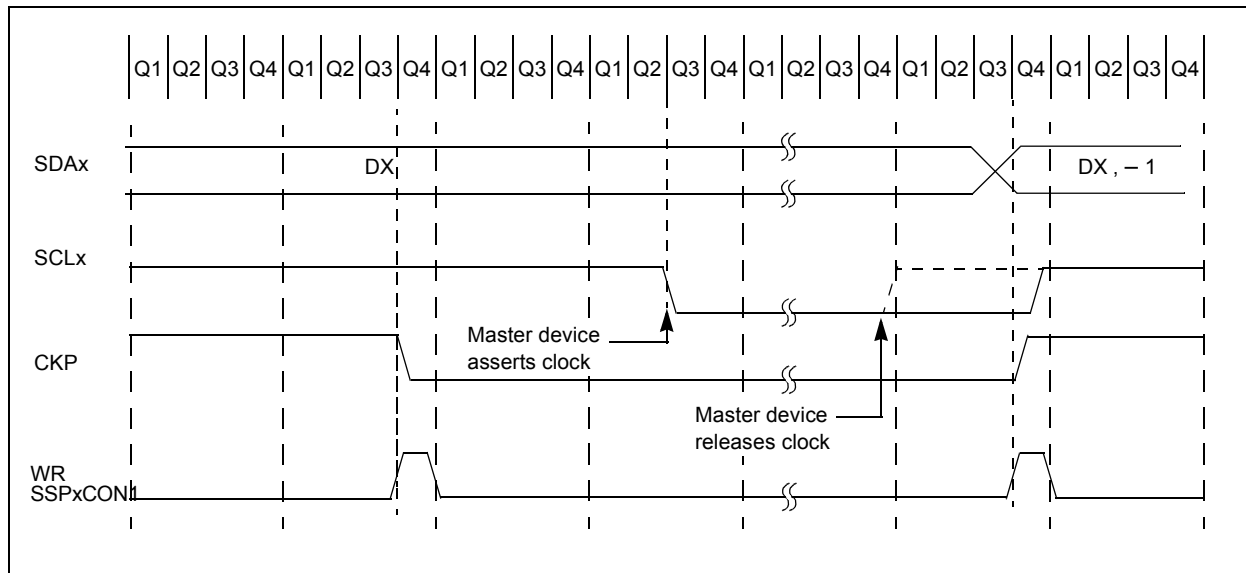 Q1 Q2 Q3 Q4 Q1 Q2 Q3 Q4 Q1 Q2 Q3 Q4 Q1 Q2 Q3 Q4 Q1 Q2 Q3 Q4 Q1 Q2 Q3 Q4 Q1 Q2 Q3 Q4
SDAx
DX
DX , – 1
SCLx
Master device
asserts clock
CKP
Master device
releases clock
WR
SSPxCON1